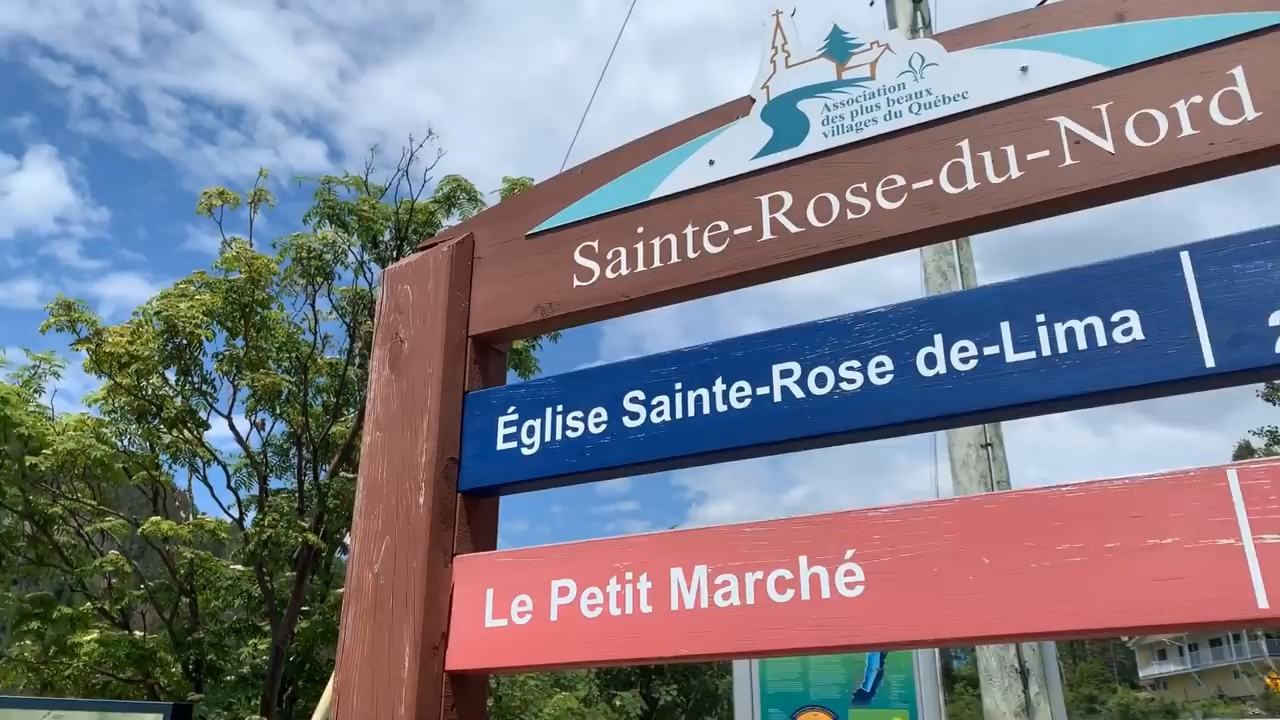 Association
des plus beaux
villages du Québec
Sainte-Rose-du-Nord
Église Sainte-Rose de-Lima
Le Petit Marché